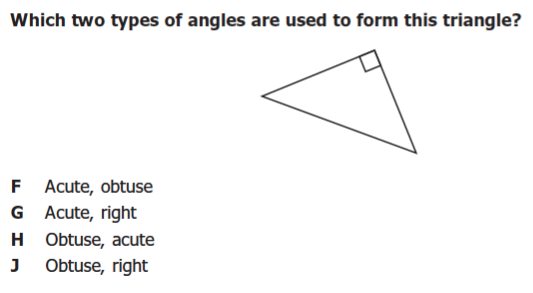 Which two types of angles are used to form this triangle?
F Acute, obtuse
G Acute, right
H Obtuse, acute
J Obtuse, right